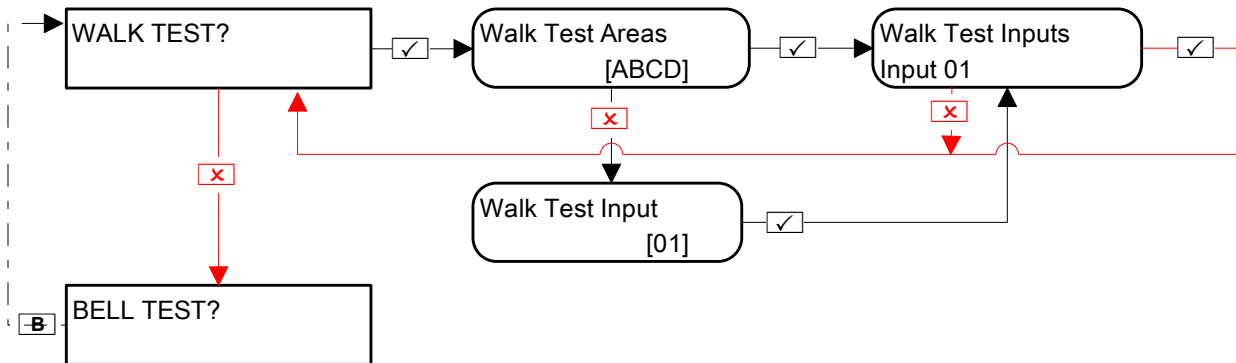 WALK TEST?
✓
Walk Test Areas
[ABCD]
✓
Walk Test Inputs
Input 01
✓
x
x
x
Walk Test Input
[01]
✓
BELL TEST?
B